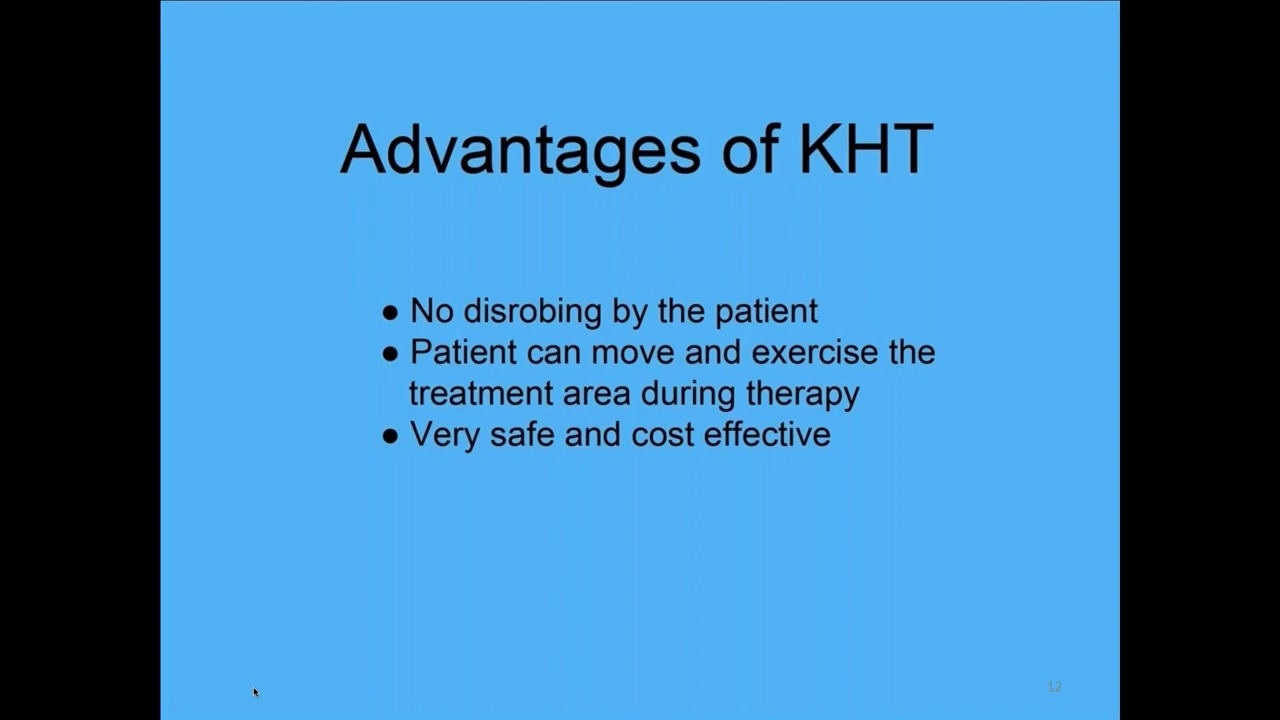 Advantages of KHT
● No disrobing by the patient
● Patient can move and exercise the
treatment area during therapy
● Very safe and cost effective
12